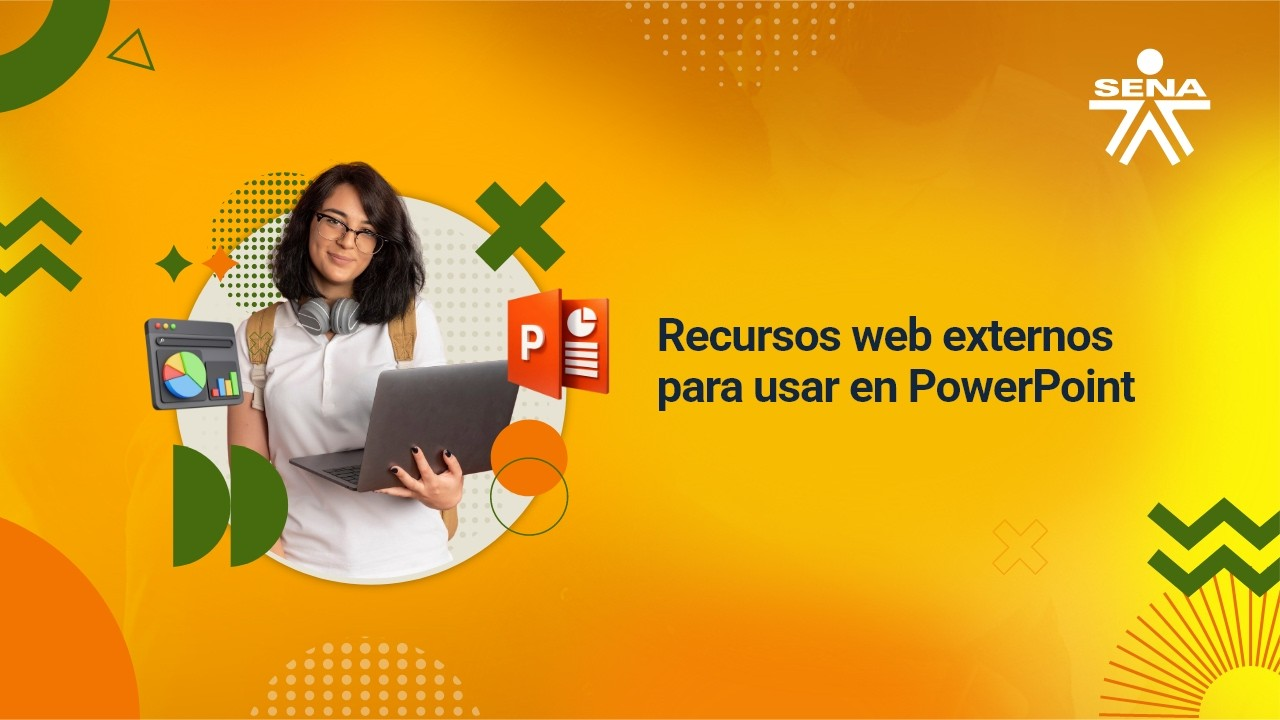 SENA
P
Recursos web externos
para usar en PowerPoint